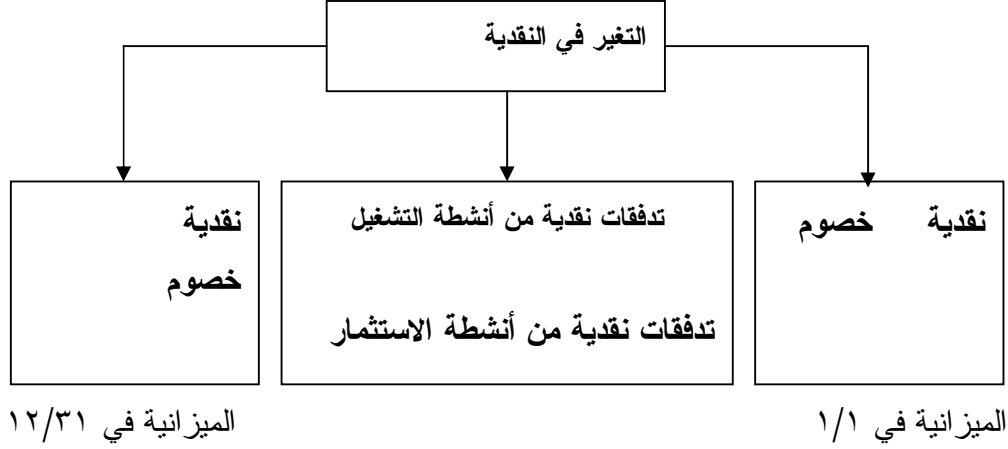 التغير في النقدية
نقدية خصوم
تدفقات نقدية من أنشطة التشغيل
تدفقات نقدية من أنشطة الاستثمار
نقدية
خصوم
الميزانية في ١/١
الميزانية في ١٢/٣١